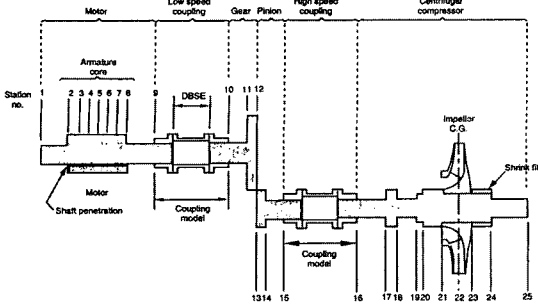 Motor
Low speed
coupling
Gear
Pinion
High speed
coupling
Centrifugal
compressor
Armature
core
Station
no.
1
2 3 4 5 6 7 8
9
DBSE
10
11 12
Impellor
C.G.
Shrink fit
Motor
Shaft penetration
Coupling
model
Coupling
model
13 14 15 16 17 18 19 20 21 22 23 24 25